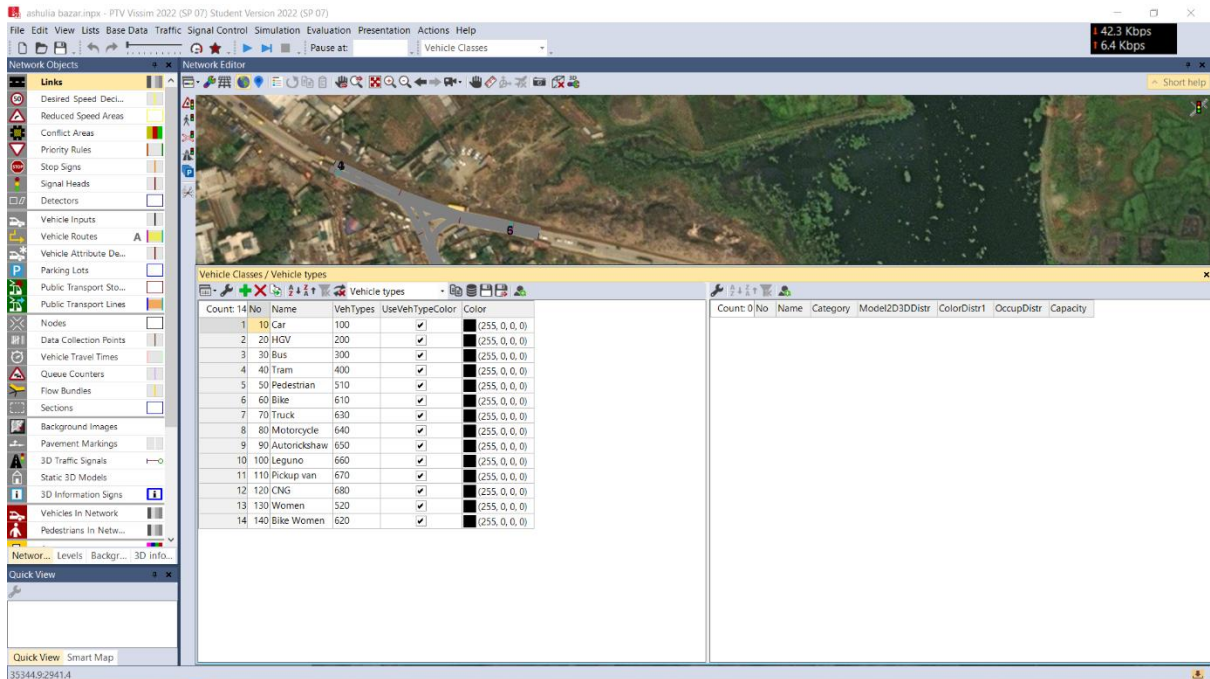 ashulia bazar.inpx - PTV Vissim 2022 (SP 07) Student Version 2022 (SP 07)
File Edit View Lists Base Data Traffic Signal Control Simulation Evaluation Presentation Actions Help
42.3 Kbps
6.4 Kbps
Pause at: Vehicle Classes
Network Objects
Network Editor
Short help
Links
50 Desired Speed Deci...
Reduced Speed Areas
Conflict Areas
Priority Rules
STOP Stop Signs
Signal Heads
Detectors
Vehicle Inputs
Vehicle Routes A
Vehicle Attribute De...
P Parking Lots
Public Transport Sto...
Public Transport Lines
Nodes
Data Collection Points
Vehicle Travel Times
Queue Counters
Flow Bundles
Sections
Background Images
Pavement Markings
3D Traffic Signals
Static 3D Models
3D Information Signs
Vehicles In Network
Pedestrians In Netw...
Networ... Levels Backgr... 3D info...
Quick View
Quick View Smart Map
35344.9:2941.4
4
6
Vehicle Classes / Vehicle types
Vehicle types
Count: 14 No Name VehTypes UseVehTypeColor Color
1 10 Car 100 (255, 0, 0, 0)
2 20 HGV 200 (255, 0, 0, 0)
3 30 Bus 300 (255, 0, 0, 0)
4 40 Tram 400 (255, 0, 0, 0)
5 50 Pedestrian 510 (255, 0, 0, 0)
6 60 Bike 610 (255, 0, 0, 0)
7 70 Truck 630 (255, 0, 0, 0)
8 80 Motorcycle 640 (255, 0, 0, 0)
9 90 Autorickshaw 650 (255, 0, 0, 0)
10 100 Leguno 660 (255, 0, 0, 0)
11 110 Pickup van 670 (255, 0, 0, 0)
12 120 CNG 680 (255, 0, 0, 0)
13 130 Women 520 (255, 0, 0, 0)
14 140 Bike Women 620 (255, 0, 0, 0)
Count: 0 No Name Category Model2D3DDistr ColorDistr1 OccupDistr Capacity